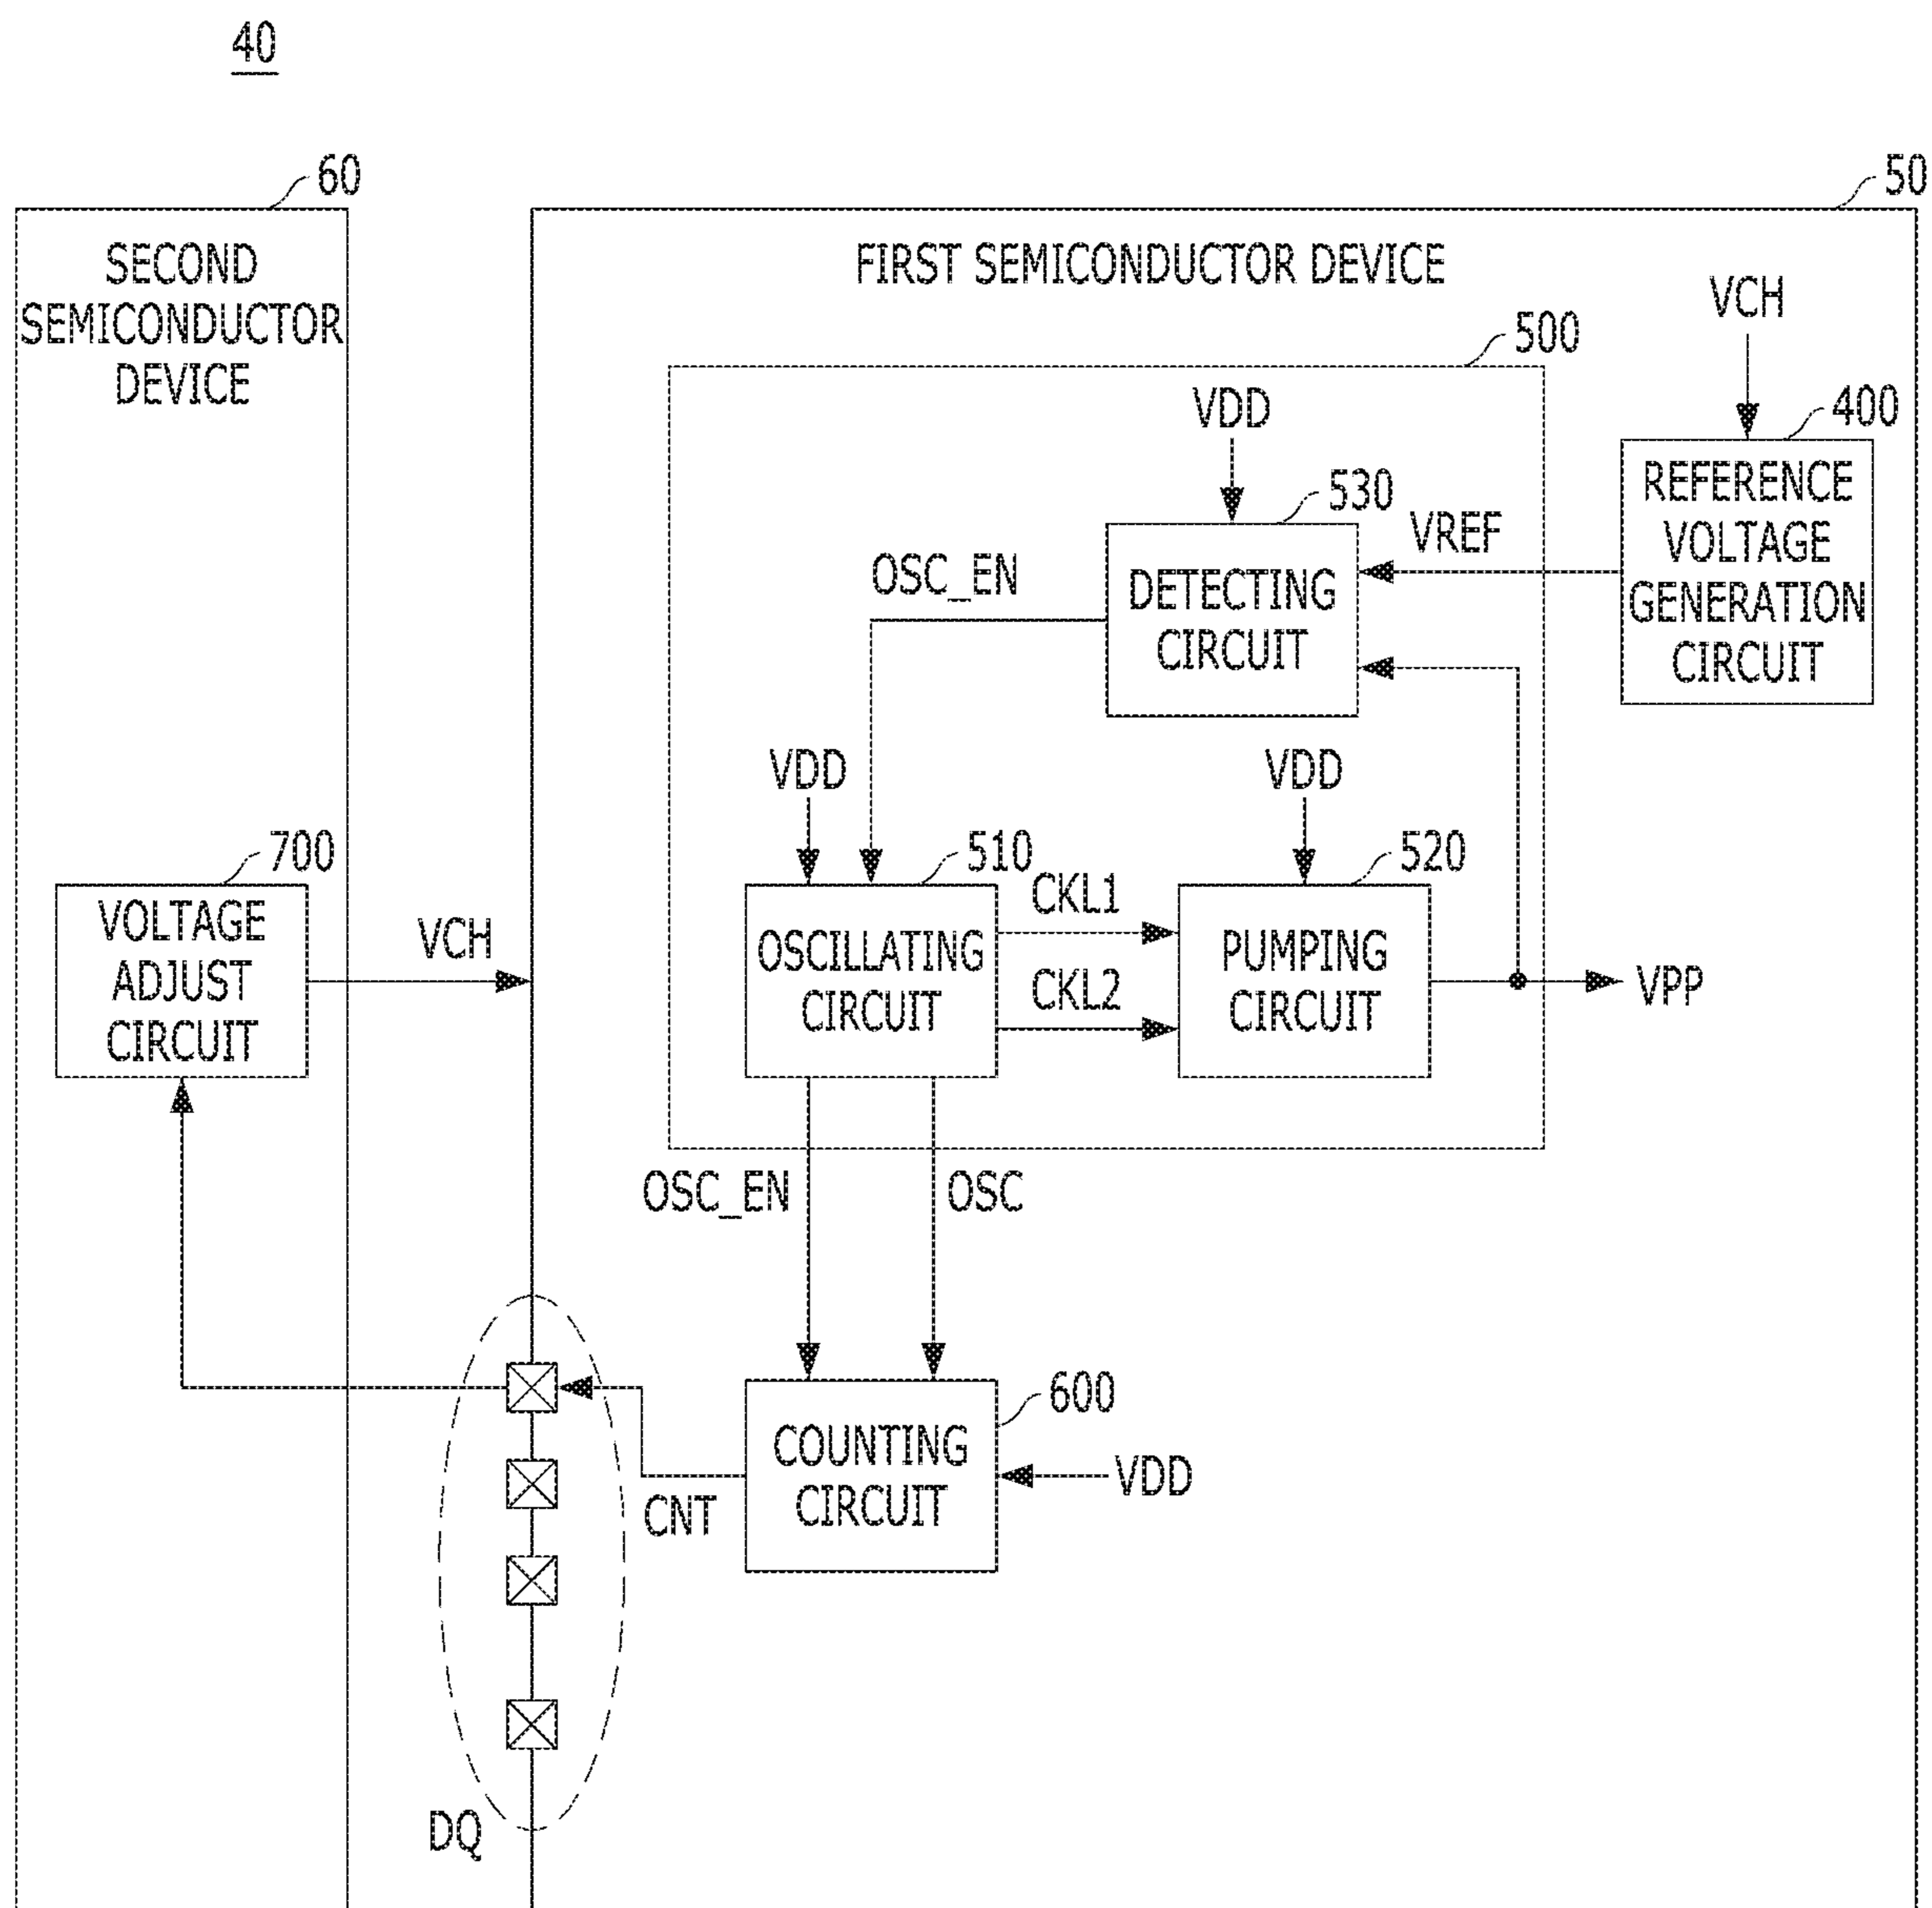 40
60
50
SECOND
SEMICONDUCTOR
DEVICE
FIRST SEMICONDUCTOR DEVICE
500
VCH
VDD
400
530
REFERENCE
VOLTAGE
GENERATION
CIRCUIT
VREF
OSC_EN
DETECTING
CIRCUIT
VDD
VDD
700
510
520
VOLTAGE
ADJUST
CIRCUIT
VCH
OSCILLATING
CIRCUIT
CKL1
CKL2
PUMPING
CIRCUIT
VPP
OSC_EN
OSC
600
COUNTING
CIRCUIT
VDD
CNT
DQ